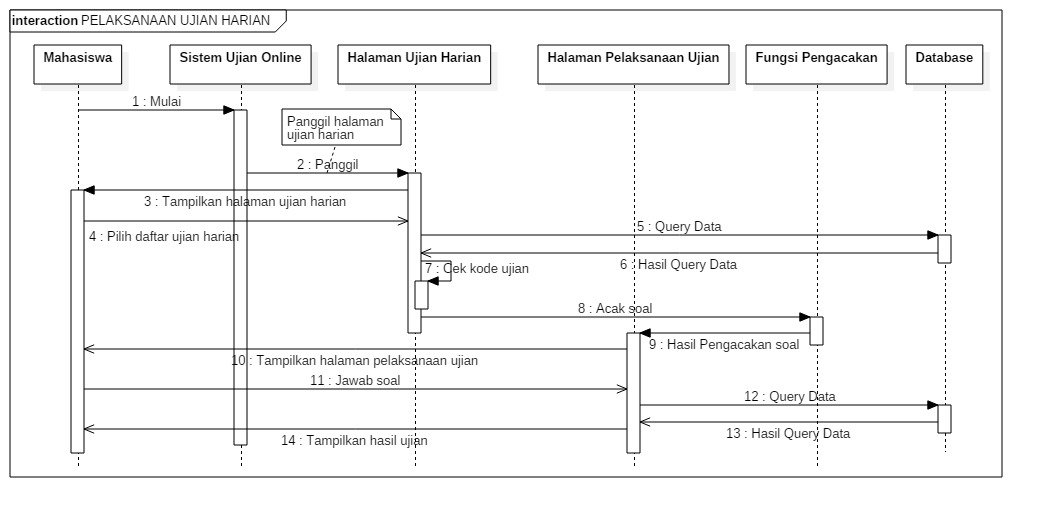 interaction PELAKSANAAN UJIAN HARIAN
Mahasiswa
Sistem Ujian Online
Halaman Ujian Harian
Halaman Pelaksanaan Ujian
Fungsi Pengacakan
Database
1 : Mulai
Panggil halaman
ujian harian
2 : Panggil
3 : Tampilkan halaman ujian harian
4 : Pilih daftar ujian harian
5 : Query Data
6 : Hasil Query Data
7 : Cek kode ujian
8 : Acak soal
9 : Hasil Pengacakan soal
10 : Tampilkan halaman pelaksanaan ujian
11 : Jawab soal
12 : Query Data
13 : Hasil Query Data
14 : Tampilkan hasil ujian